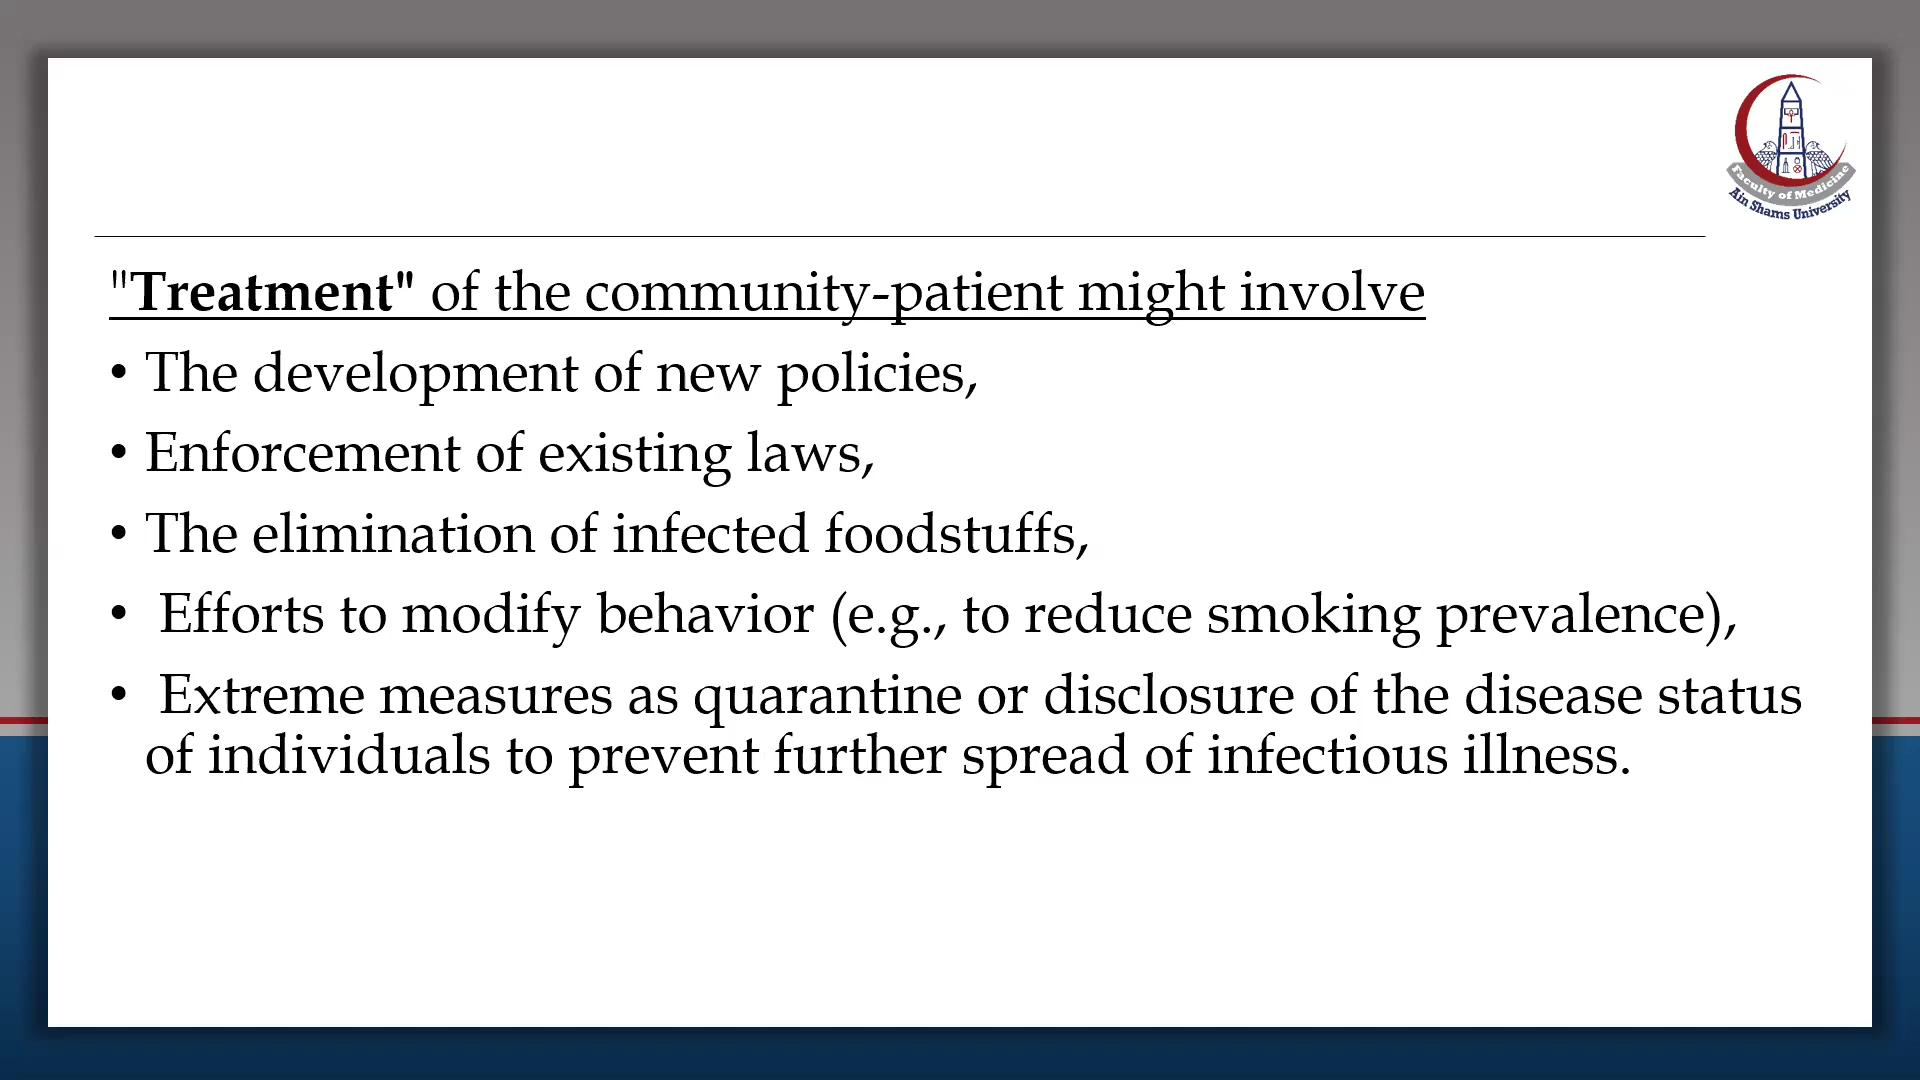 Faculty of Medicine
Ain Shams University
"Treatment" of the community-patient might involve
• The development of new policies,
• Enforcement of existing laws,
• The elimination of infected foodstuffs,
• Efforts to modify behavior (e.g., to reduce smoking prevalence),
• Extreme measures as quarantine or disclosure of the disease status
of individuals to prevent further spread of infectious illness.